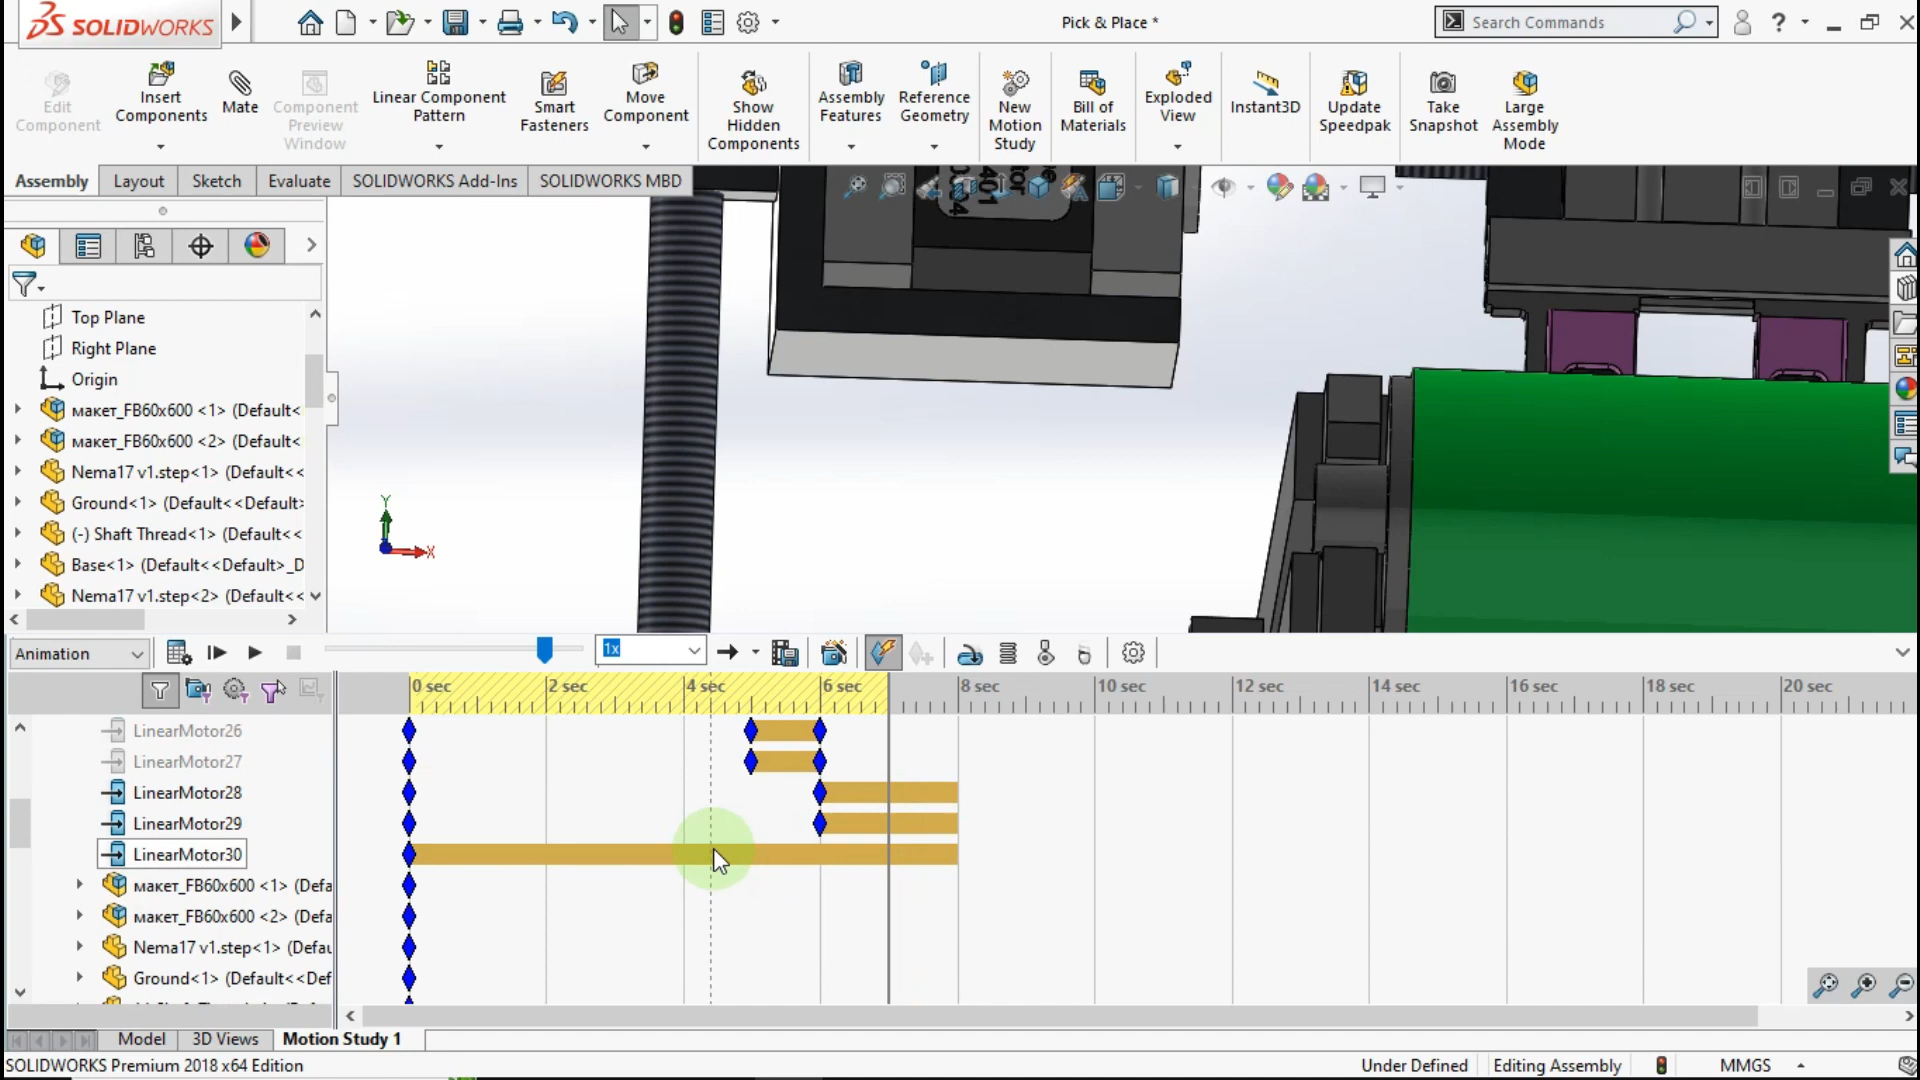 SOLIDWORKS
Pick & Place *
Search Commands
?
Edit Component
Insert Components
Mate
Component Preview Window
Linear Component Pattern
Smart Fasteners
Move Component
Show Hidden Components
Assembly Features
Reference Geometry
New Motion Study
Bill of Materials
Exploded View
Instant3D
Update Speedpak
Take Snapshot
Large Assembly Mode
Assembly
Layout
Sketch
Evaluate
SOLIDWORKS Add-Ins
SOLIDWORKS MBD
Top Plane
Right Plane
Origin
макет_FB60x600 <1> (Default<
макет_FB60x600 <2> (Default<
Nema17 v1.step<1> (Default<<
Ground<1> (Default<<Default>
(-) Shaft Thread<1> (Default<<
Base<1> (Default<<Default>_D
Nema17 v1.step<2> (Default<<
Y
X
Animation
1x
0 sec
2 sec
4 sec
6 sec
8 sec
10 sec
12 sec
14 sec
16 sec
18 sec
20 sec
LinearMotor26
LinearMotor27
LinearMotor28
LinearMotor29
LinearMotor30
макет_FB60x600 <1> (Defa
макет_FB60x600 <2> (Defa
Nema17 v1.step<1> (Defau
Ground<1> (Default<<Def
Model
3D Views
Motion Study 1
SOLIDWORKS Premium 2018 x64 Edition
Under Defined
Editing Assembly
MMGS